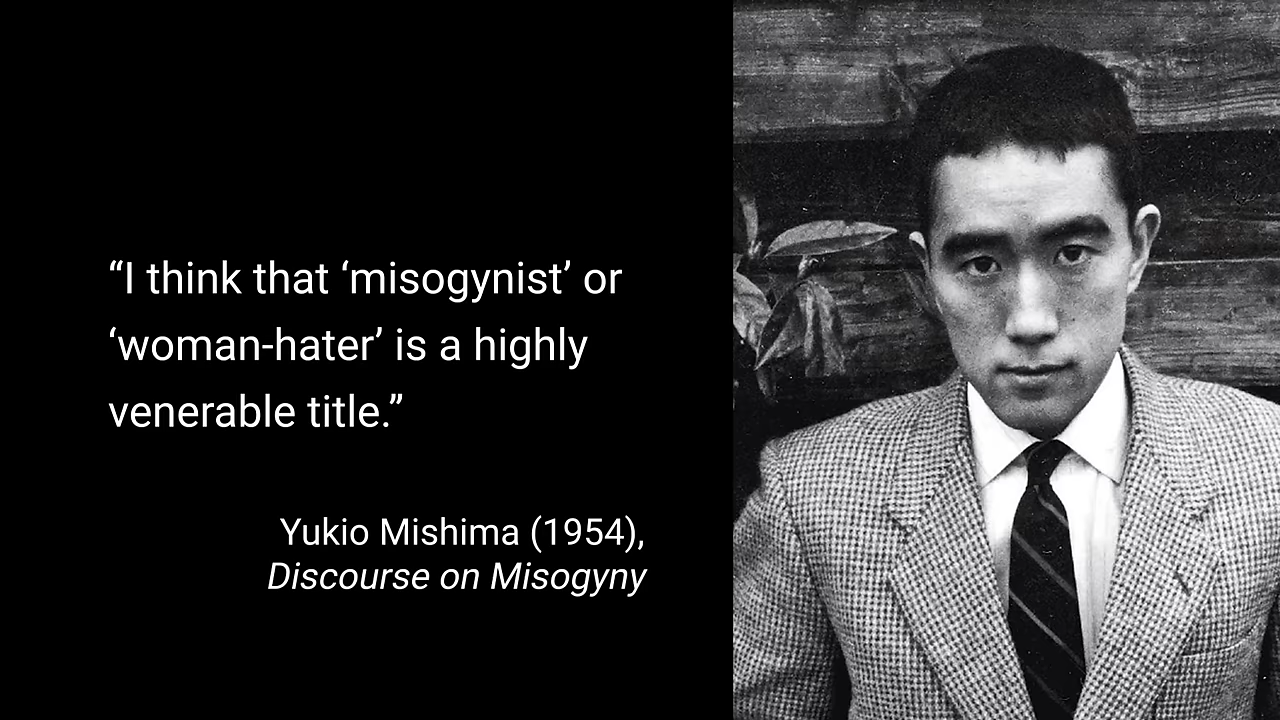 “I think that ‘misogynist’ or
‘woman-hater’ is a highly
venerable title.”
Yukio Mishima (1954),
Discourse on Misogyny